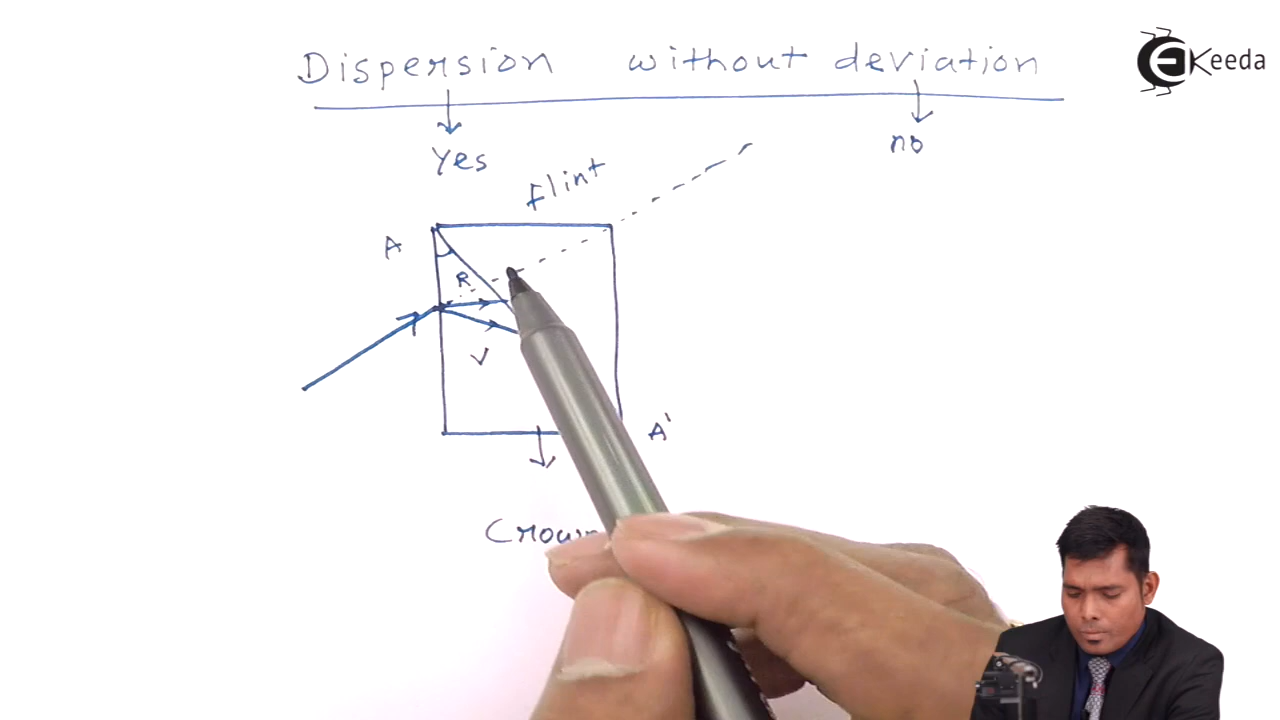 Dispersion without deviation
Keeda
Yes
no
flint
A
R
V
A'